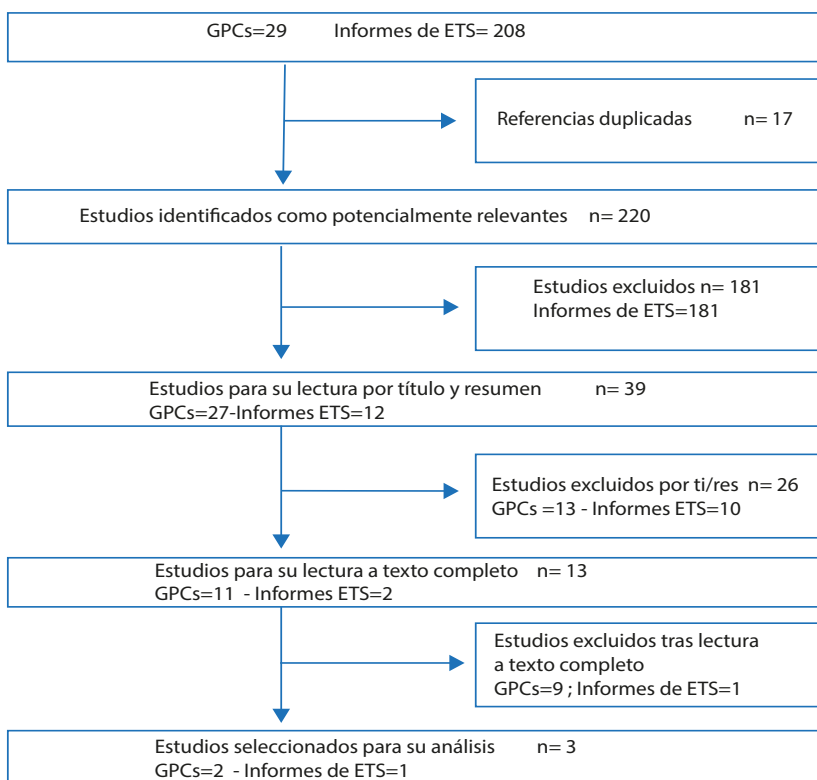 GPCs=29 Informes de ETS= 208
Referencias duplicadas n= 17
Estudios identificados como potencialmente relevantes n= 220
Estudios excluidos n= 181
Informes de ETS=181
Estudios para su lectura por título y resumen n= 39
GPCs=27-Informes ETS=12
Estudios excluidos por ti/res n= 26
GPCs =13 - Informes ETS=10
Estudios para su lectura a texto completo n= 13
GPCs=11 - Informes ETS=2
Estudios excluidos tras lectura
a texto completo
GPCs=9 ; Informes de ETS=1
Estudios seleccionados para su análisis n= 3
GPCs=2 - Informes de ETS=1